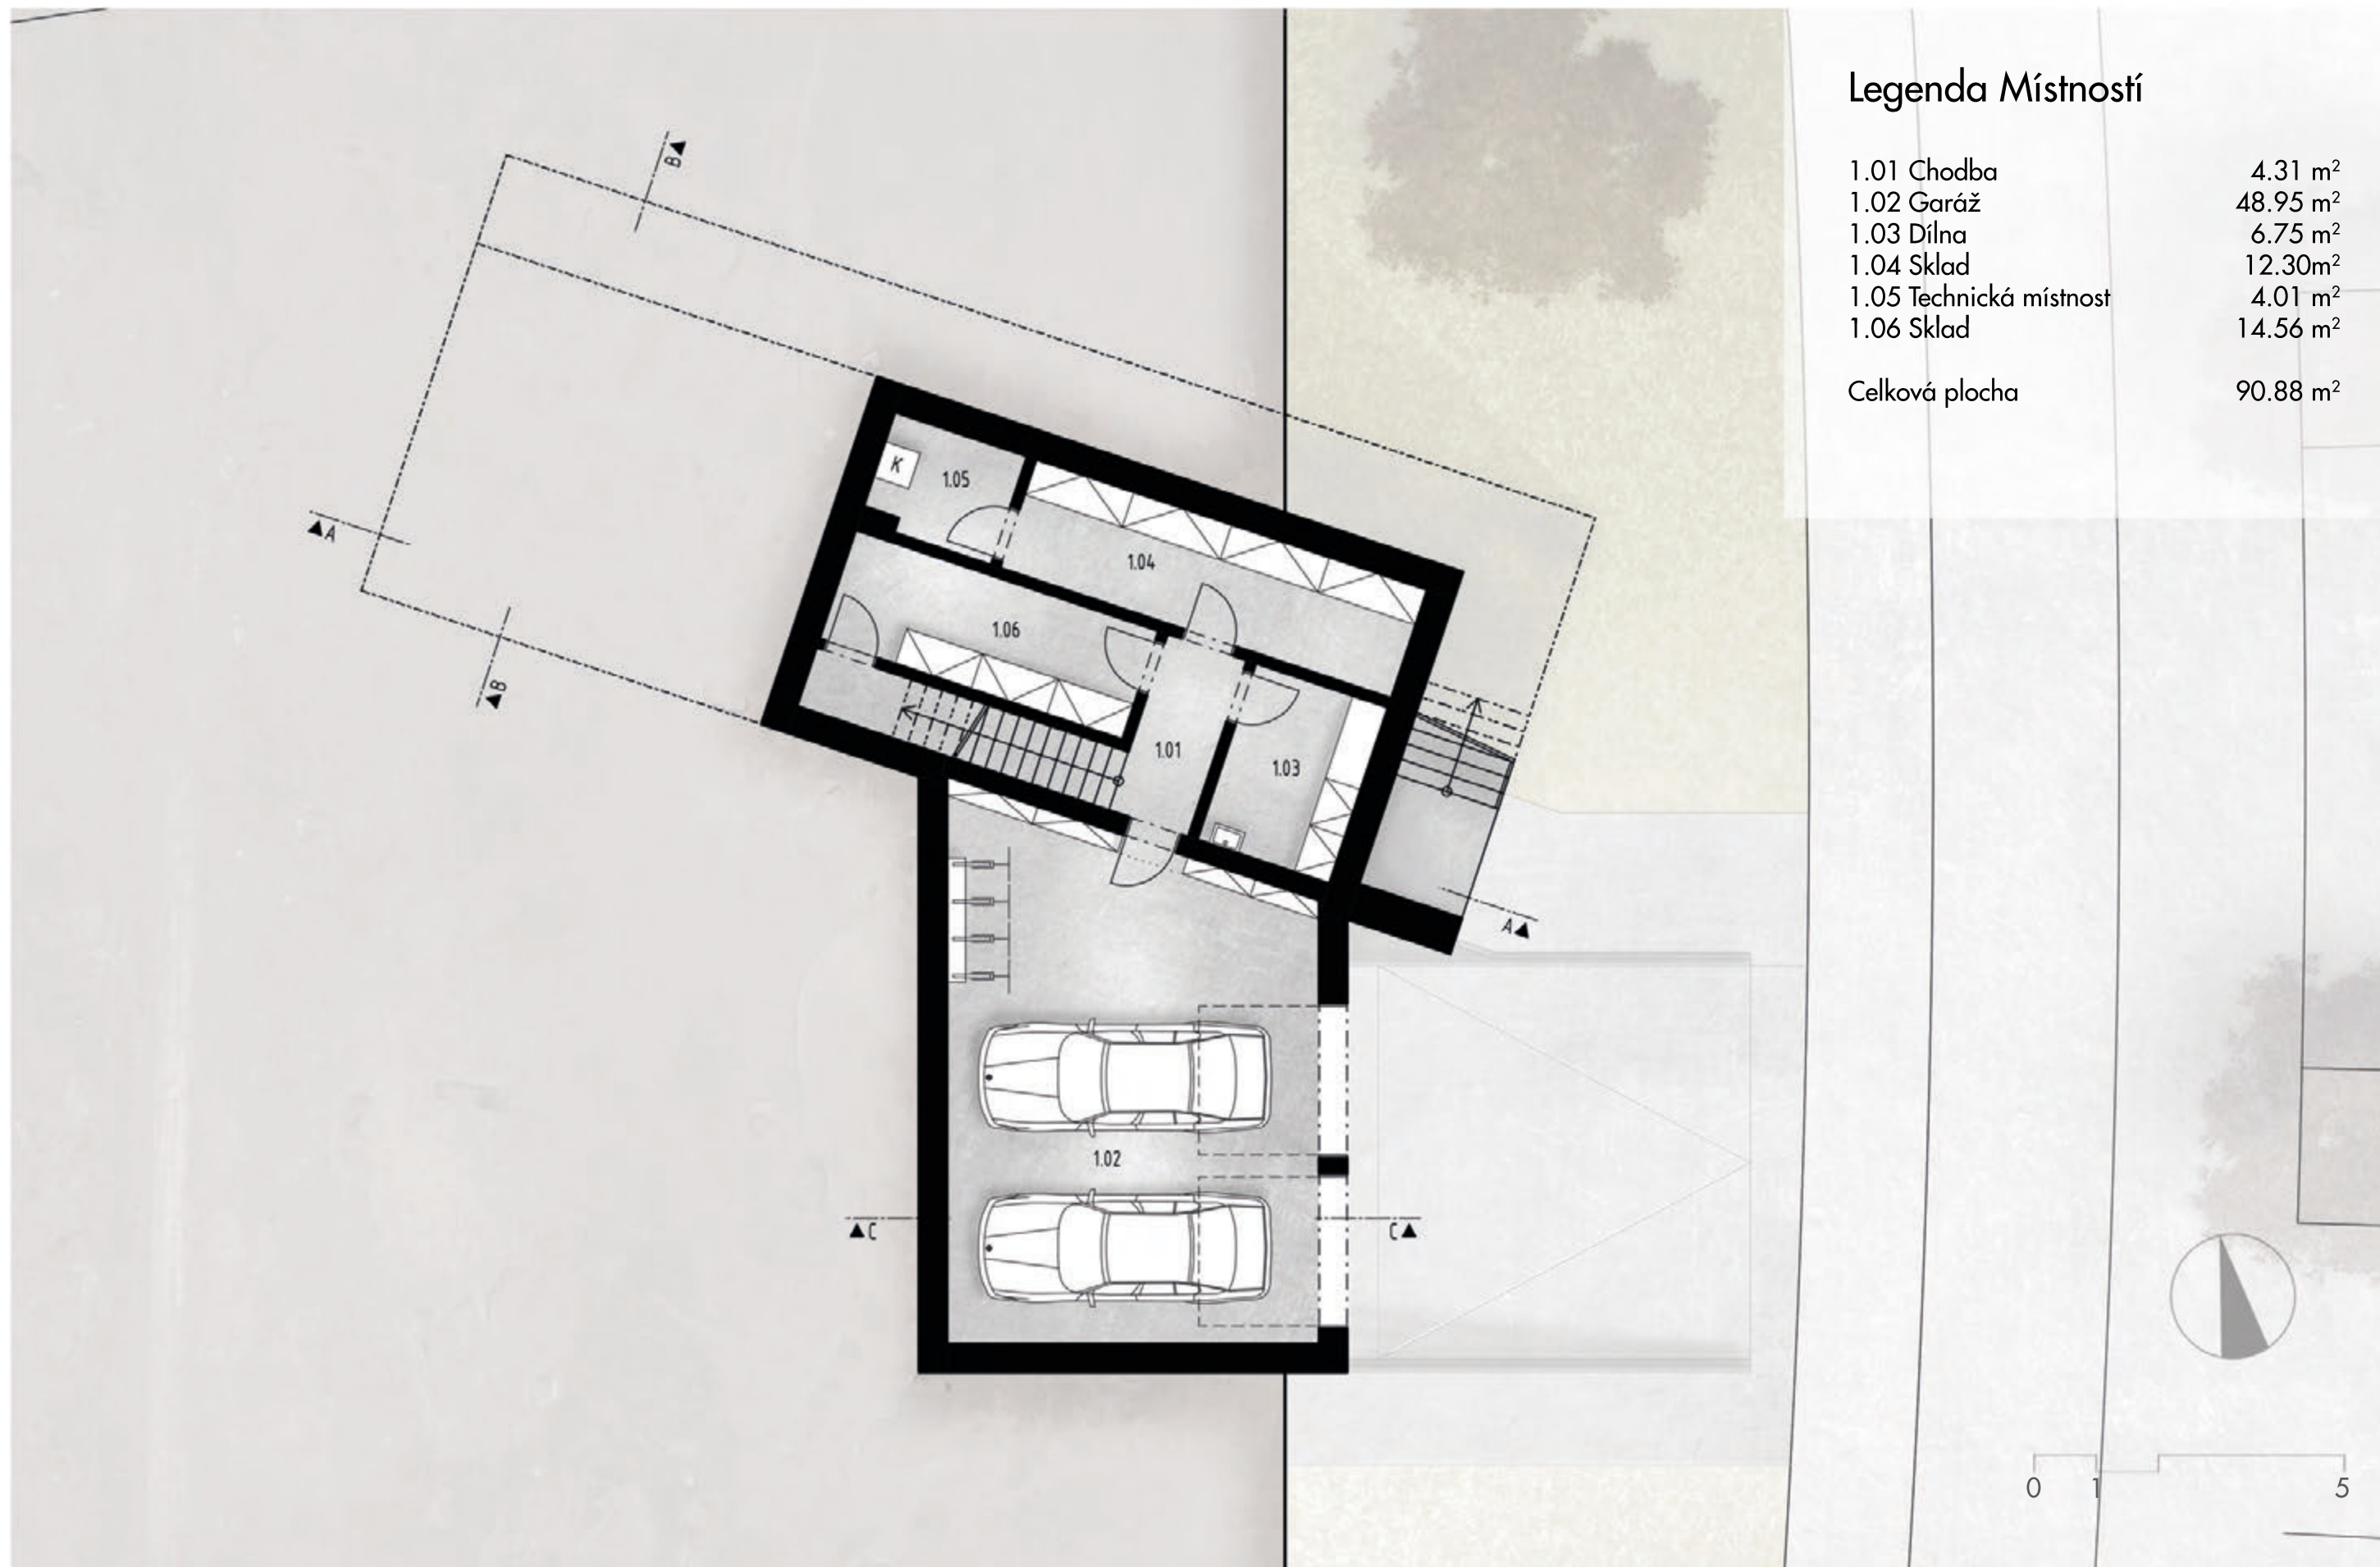 Legenda Místností
1.01 Chodba 4.31 m²
1.02 Garáž 48.95 m²
1.03 Dílna 6.75 m²
1.04 Sklad 12.30m²
1.05 Technická místnost 4.01 m²
1.06 Sklad 14.56 m²
Celková plocha 90.88 m²
B
K
1.05
A
1.04
1.06
B
1.01
1.03
A
1.02
C
C
0 1 5